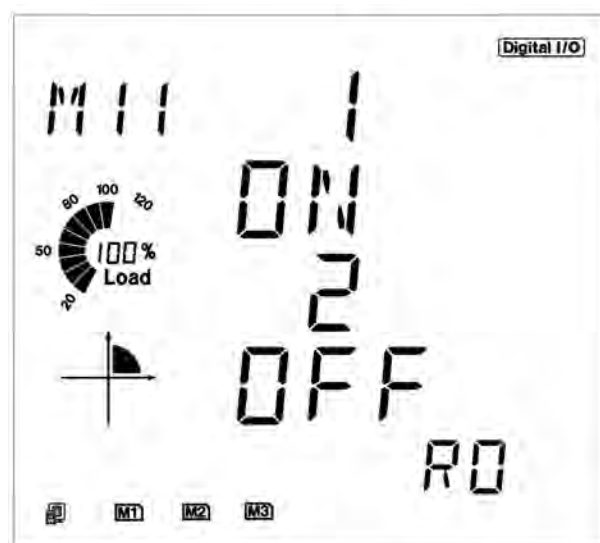 Digital I/O
M11 1
ON
80 100 120
50 100%
Load
20
2
OFF
RO
M1 M2 M3